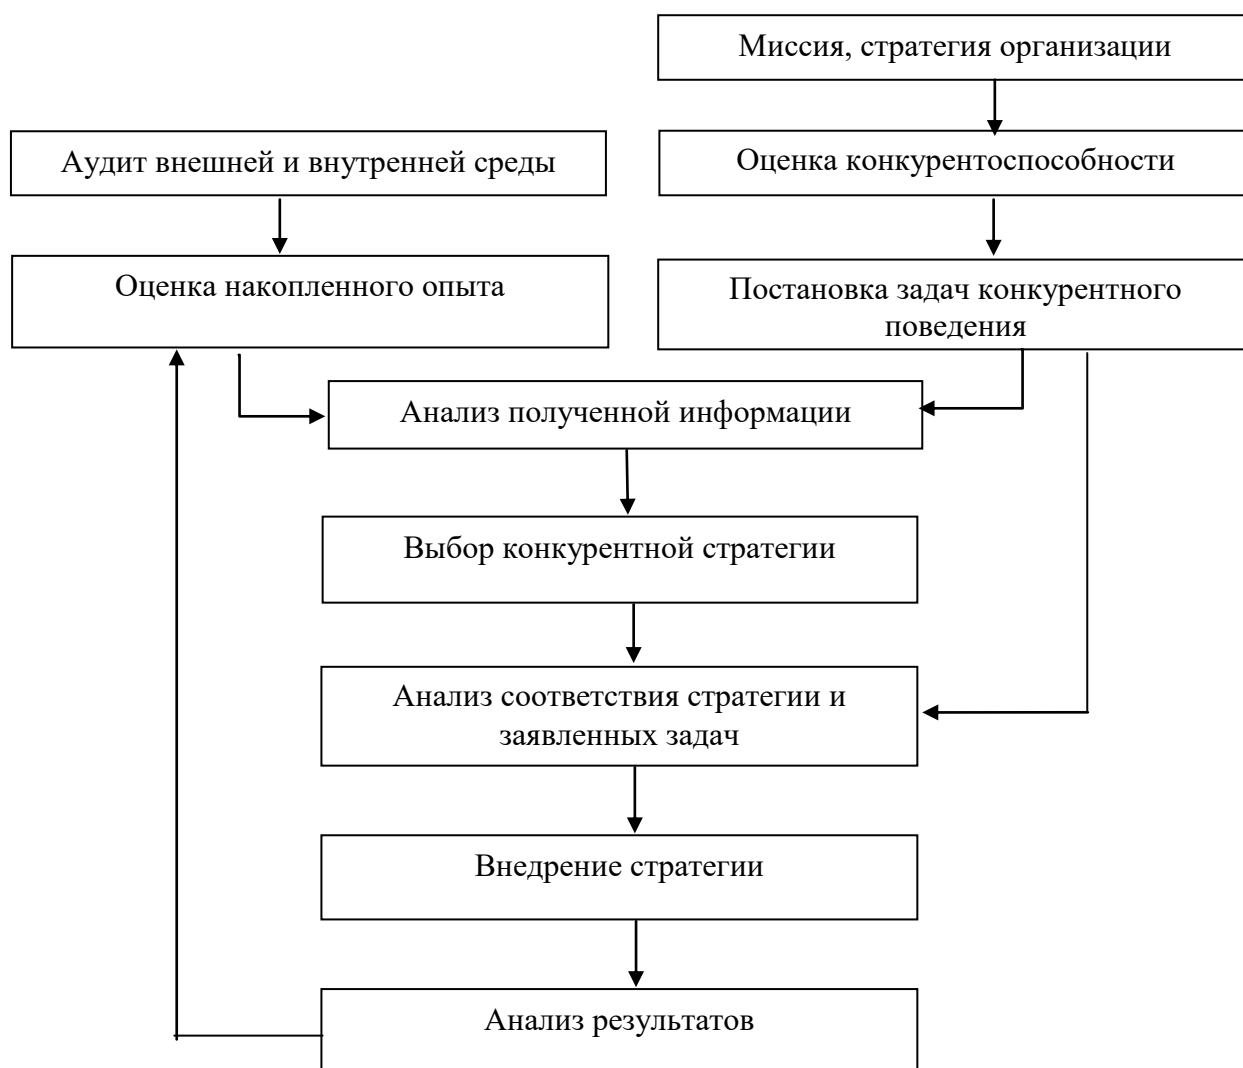 Миссия, стратегия организации
Аудит внешней и внутренней среды
Оценка конкурентоспособности
Оценка накопленного опыта
Постановка задач конкурентного
поведения
Анализ полученной информации
Выбор конкурентной стратегии
Анализ соответствия стратегии и
заявленных задач
Внедрение стратегии
Анализ результатов